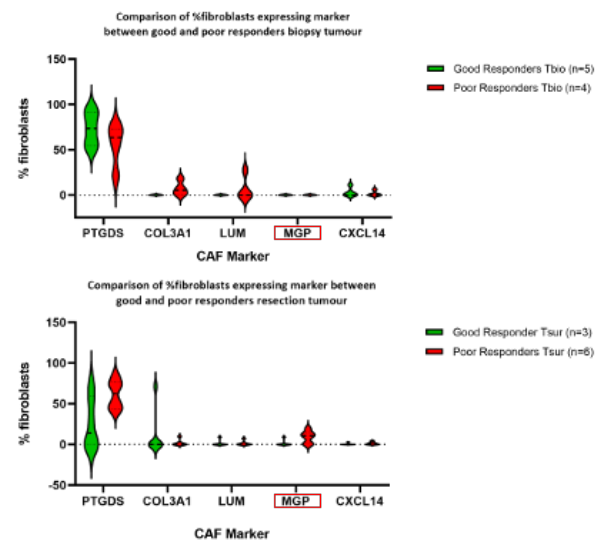 Comparison of %fibroblasts expressing marker
between good and poor responders biopsy tumour
150
100
50
0
% fibroblasts
Good Responders Tbio (n=5)
Poor Responders Tbio (n=4)
PTGDS COL3A1 LUM MGP CXCL14
CAF Marker
Comparison of %fibroblasts expressing marker between
good and poor responders resection tumour
150
100
50
0
-50
% fibroblasts
Good Responder Tsur (n=3)
Poor Responders Tsur (n=6)
PTGDS COL3A1 LUM MGP CXCL14
CAF Marker